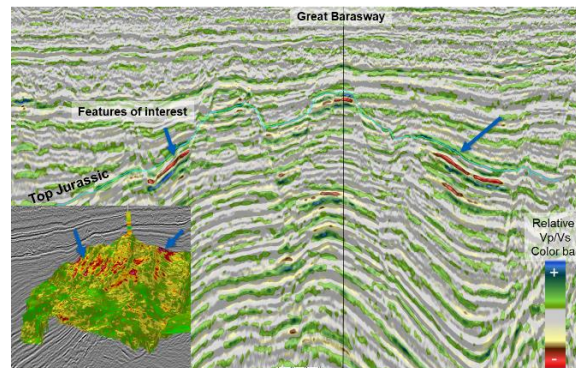 Great Barasway
Features of interest
Top Jurassic
Relative
Vp/Vs
Color ba
+
-